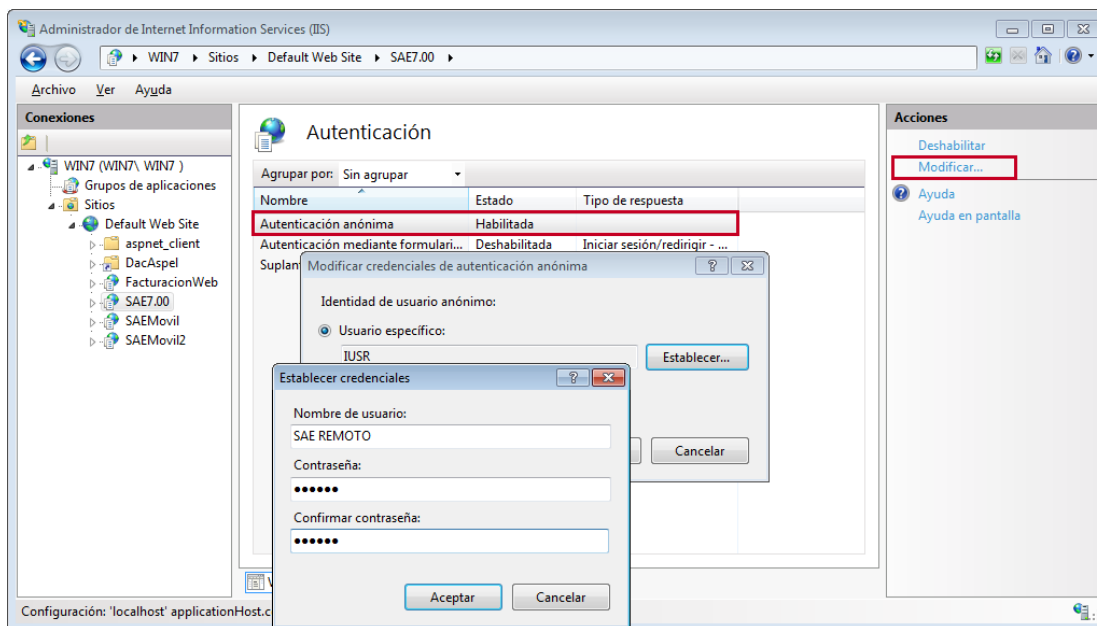 Administrador de Internet Information Services (IIS)
WIN7 Sitios Default Web Site SAE7.00
Archivo Ver Ayuda
Conexiones
WIN7 (WIN7\ WIN7 )
Grupos de aplicaciones
Sitios
Default Web Site
aspnet_client
DacAspel
FacturacionWeb
SAE7.00
SAEMovil
SAEMovil2
Autenticación
Agrupar por: Sin agrupar
Nombre Estado Tipo de respuesta
Autenticación anónima Habilitada
Autenticación mediante formulari... Deshabilitada Iniciar sesión/redirigir - ...
Suplan
Modificar credenciales de autenticación anónima
Identidad de usuario anónimo:
Usuario específico:
IUSR
Establecer...
Cancelar
Establecer credenciales
Nombre de usuario:
SAE REMOTO
Contraseña:
••••••
Confirmar contraseña:
••••••
Aceptar Cancelar
Acciones
Deshabilitar
Modificar...
Ayuda
Ayuda en pantalla
Configuración: 'localhost' applicationHost.c